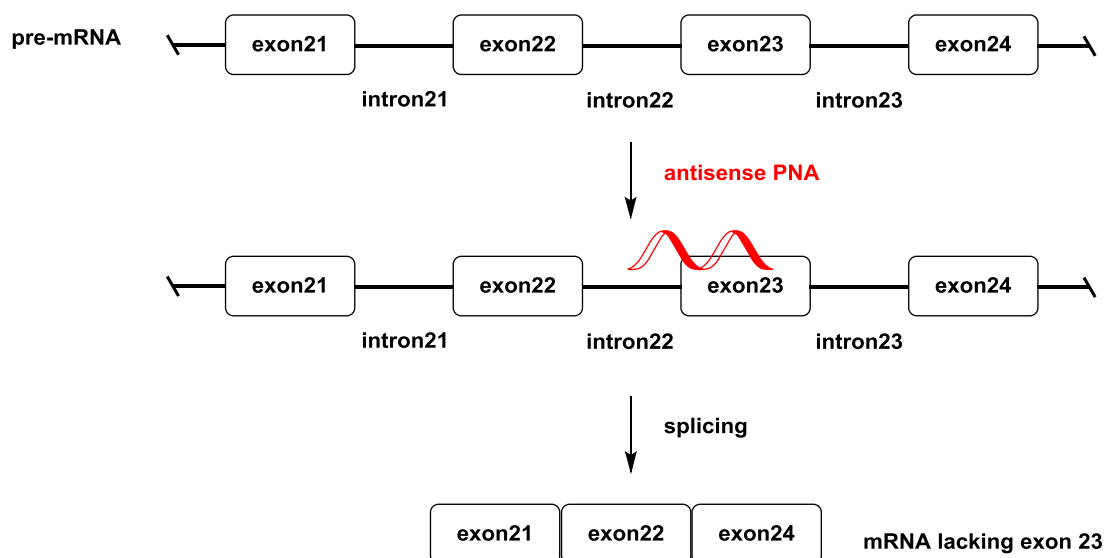 pre-mRNA exon21 exon22 exon23 exon24
intron21 intron22 intron23
antisense PNA
exon21 exon22 exon23 exon24
intron21 intron22 intron23
splicing
exon21 exon22 exon24 mRNA lacking exon 23